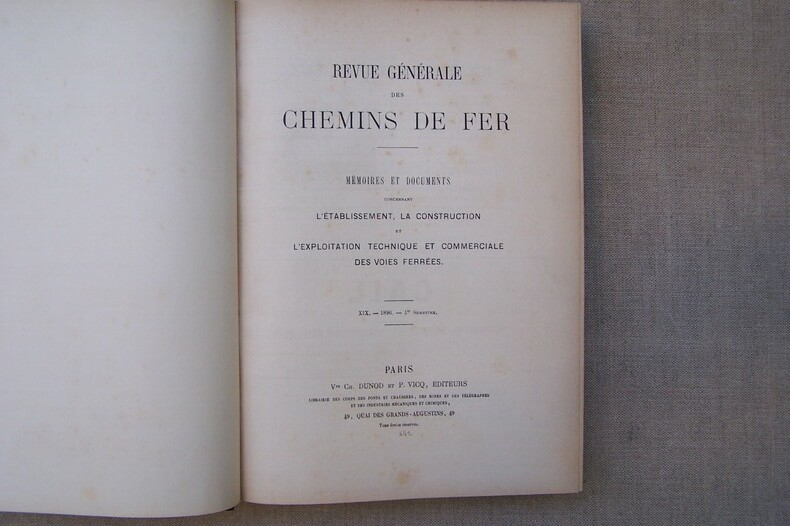 REVUE GÉNÉRALE
DES
CHEMINS DE FER
MÉMOIRES ET DOCUMENTS
CONCERNANT
L'ÉTABLISSEMENT, LA CONSTRUCTION
ET
L'EXPLOITATION TECHNIQUE ET COMMERCIALE
DES VOIES FERRÉES.
XIX. — 1896. — 1er SEMESTRE.
PARIS
Vve CH. DUNOD ET P. VICQ, EDITEURS
LIBRAIRIE DES CORPS DES PONTS ET CHAUSSÉES, DES MINES ET DES TÉLÉGRAPHES
ET DES INDUSTRIES MÉCANIQUES ET CHIMIQUES,
49, QUAI DES GRANDS-AUGUSTINS, 49
Tous droits réservés.